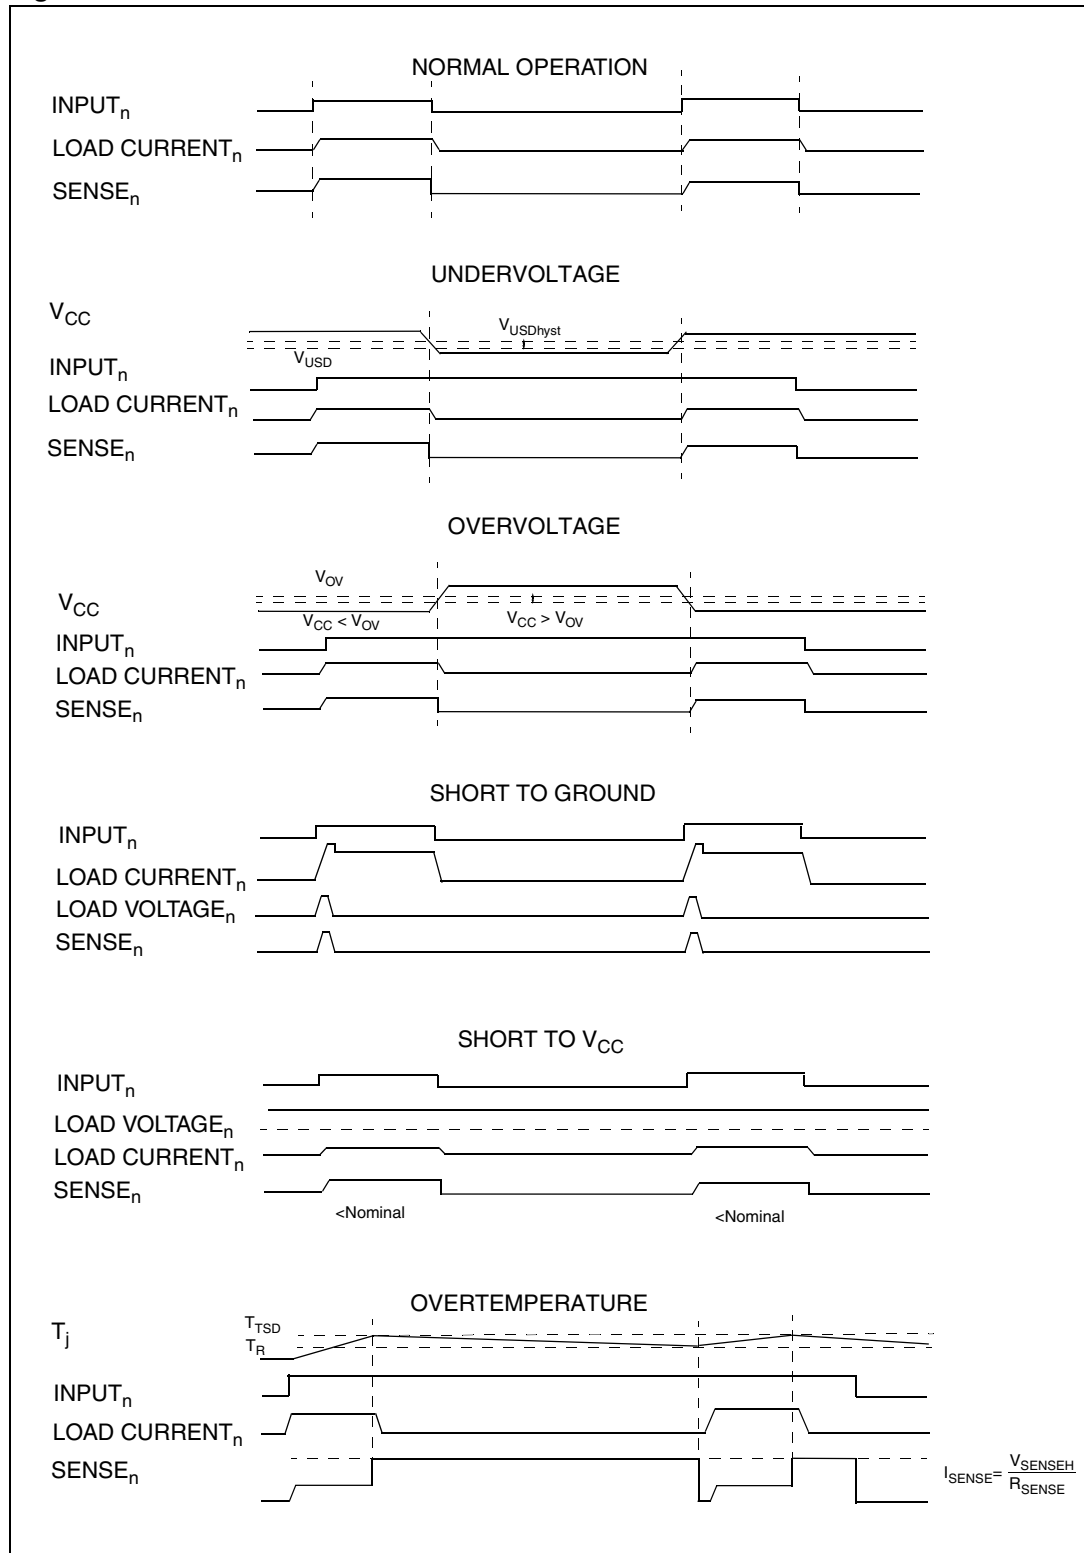 NORMAL OPERATION
INPUTn
LOAD CURRENTn
SENSEn
UNDERVOLTAGE
VCC
VUSDhyst
VUSD
INPUTn
LOAD CURRENTn
SENSEn
OVERVOLTAGE
VOV
VCC
VCC < VOV
VCC > VOV
INPUTn
LOAD CURRENTn
SENSEn
SHORT TO GROUND
INPUTn
LOAD CURRENTn
LOAD VOLTAGEn
SENSEn
SHORT TO VCC
INPUTn
LOAD VOLTAGEn
LOAD CURRENTn
SENSEn
<Nominal
<Nominal
OVERTEMPERATURE
Tj
TTSD
TR
INPUTn
LOAD CURRENTn
SENSEn
ISENSE= VSENSEH
RSENSE